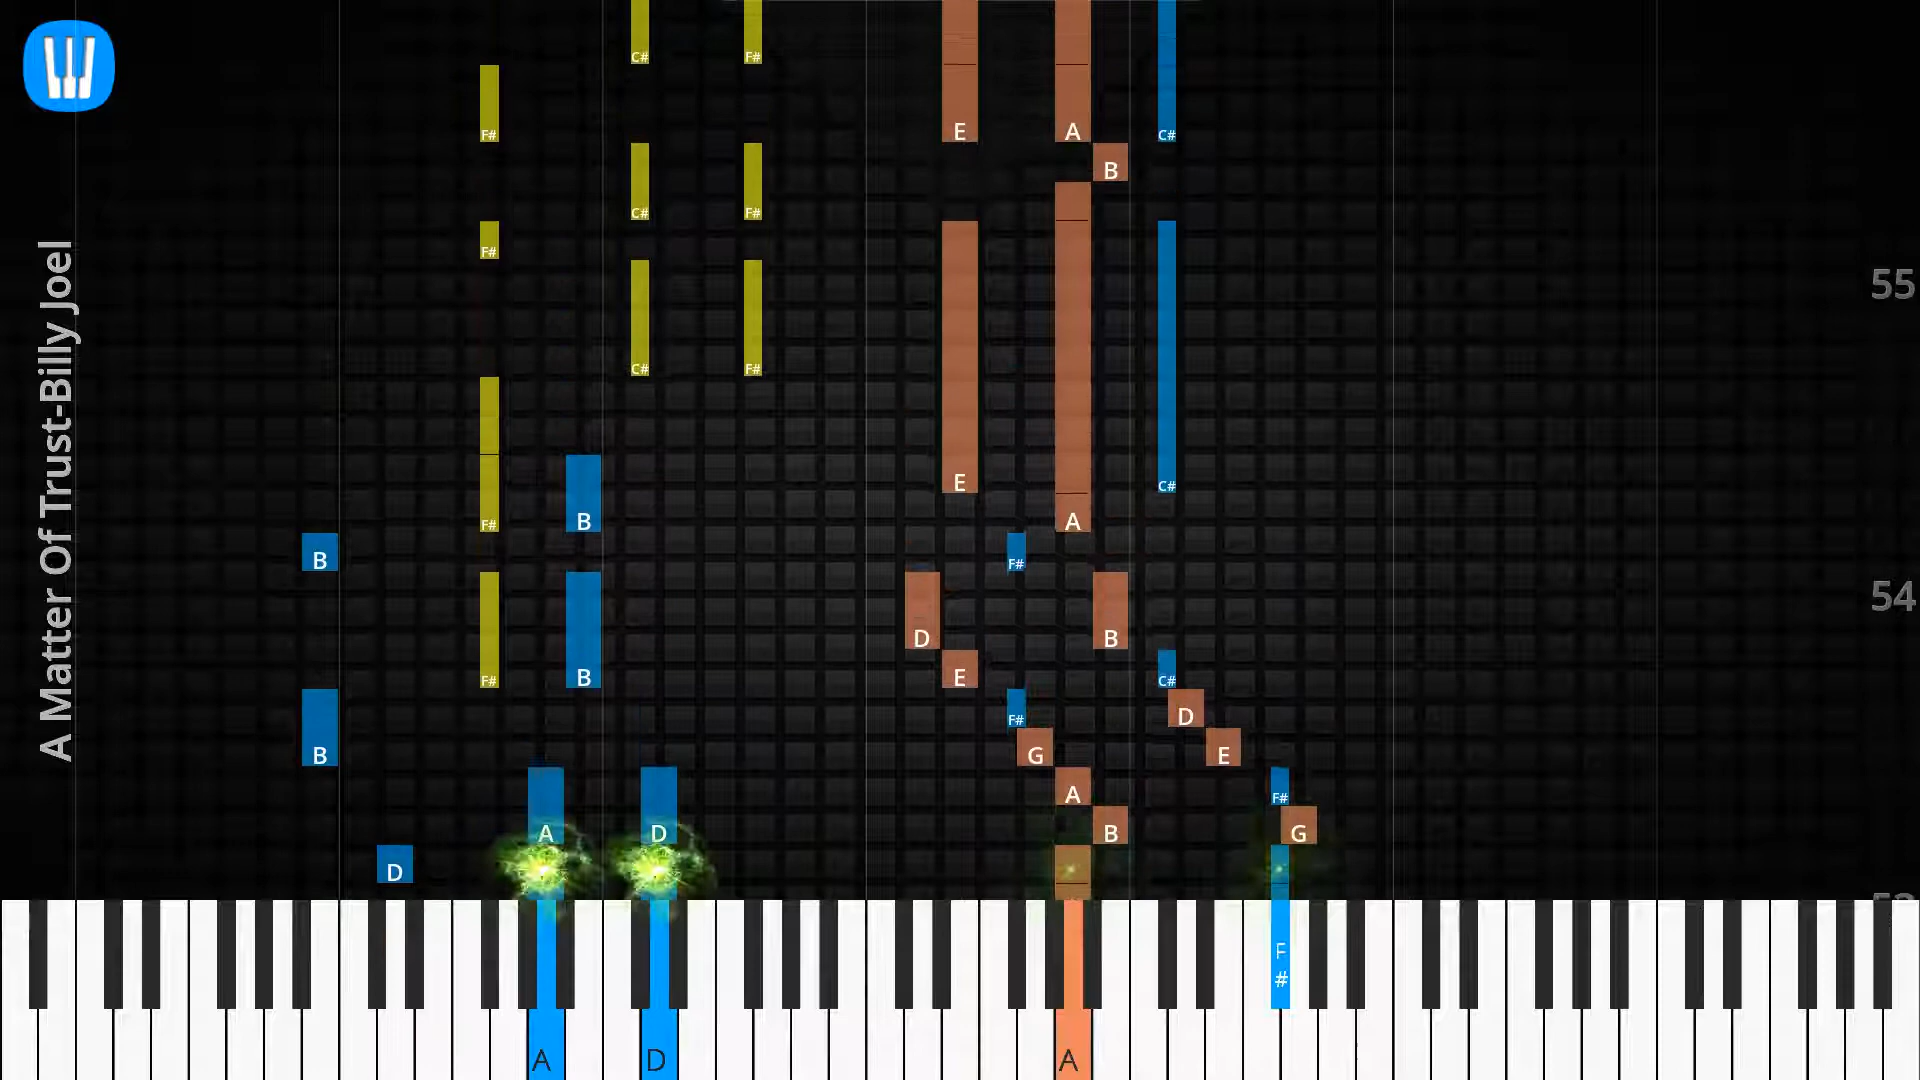 A Matter Of Trust-Billy Joel
C# F#
F# E A C#
B
C# F#
F#
55
C# F#
E C#
F# B A
B F#
54
D B
F# B E C#
F# D
B G E
A F#
A D B G
D
F
#
A D A